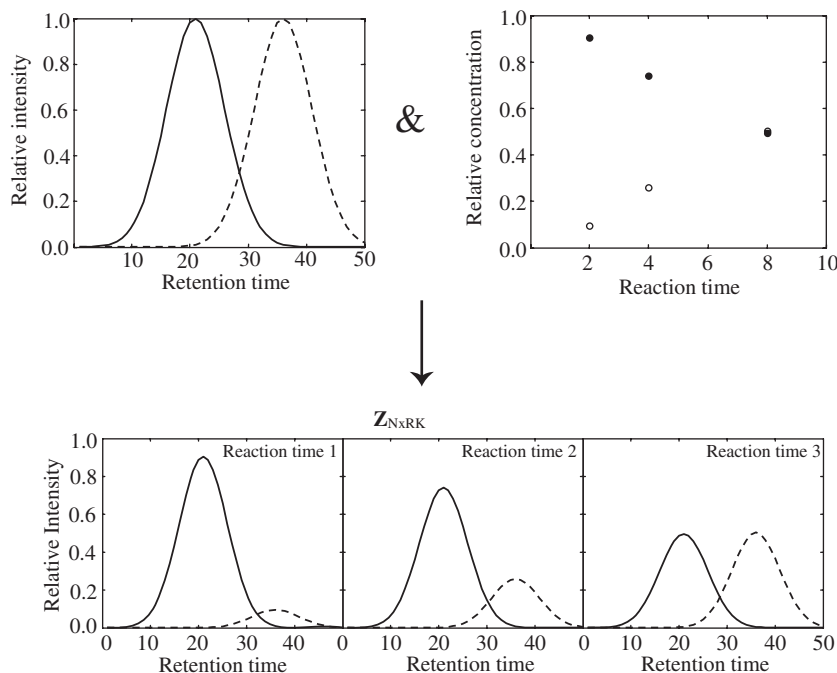 Relative intensity
1.0
0.8
0.6
0.4
0.2
0.0
10 20 30 40 50
Retention time
&
Relative concentration
1.0
0.8
0.6
0.4
0.2
0.0
0 2 4 6 8 10
Reaction time
Z_NxRK
Relative Intensity
1.0
0.8
0.6
0.4
0.2
0.0
Reaction time 1
0 10 20 30 40
Retention time
Reaction time 2
0 10 20 30 40
Retention time
Reaction time 3
0 10 20 30 40 50
Retention time